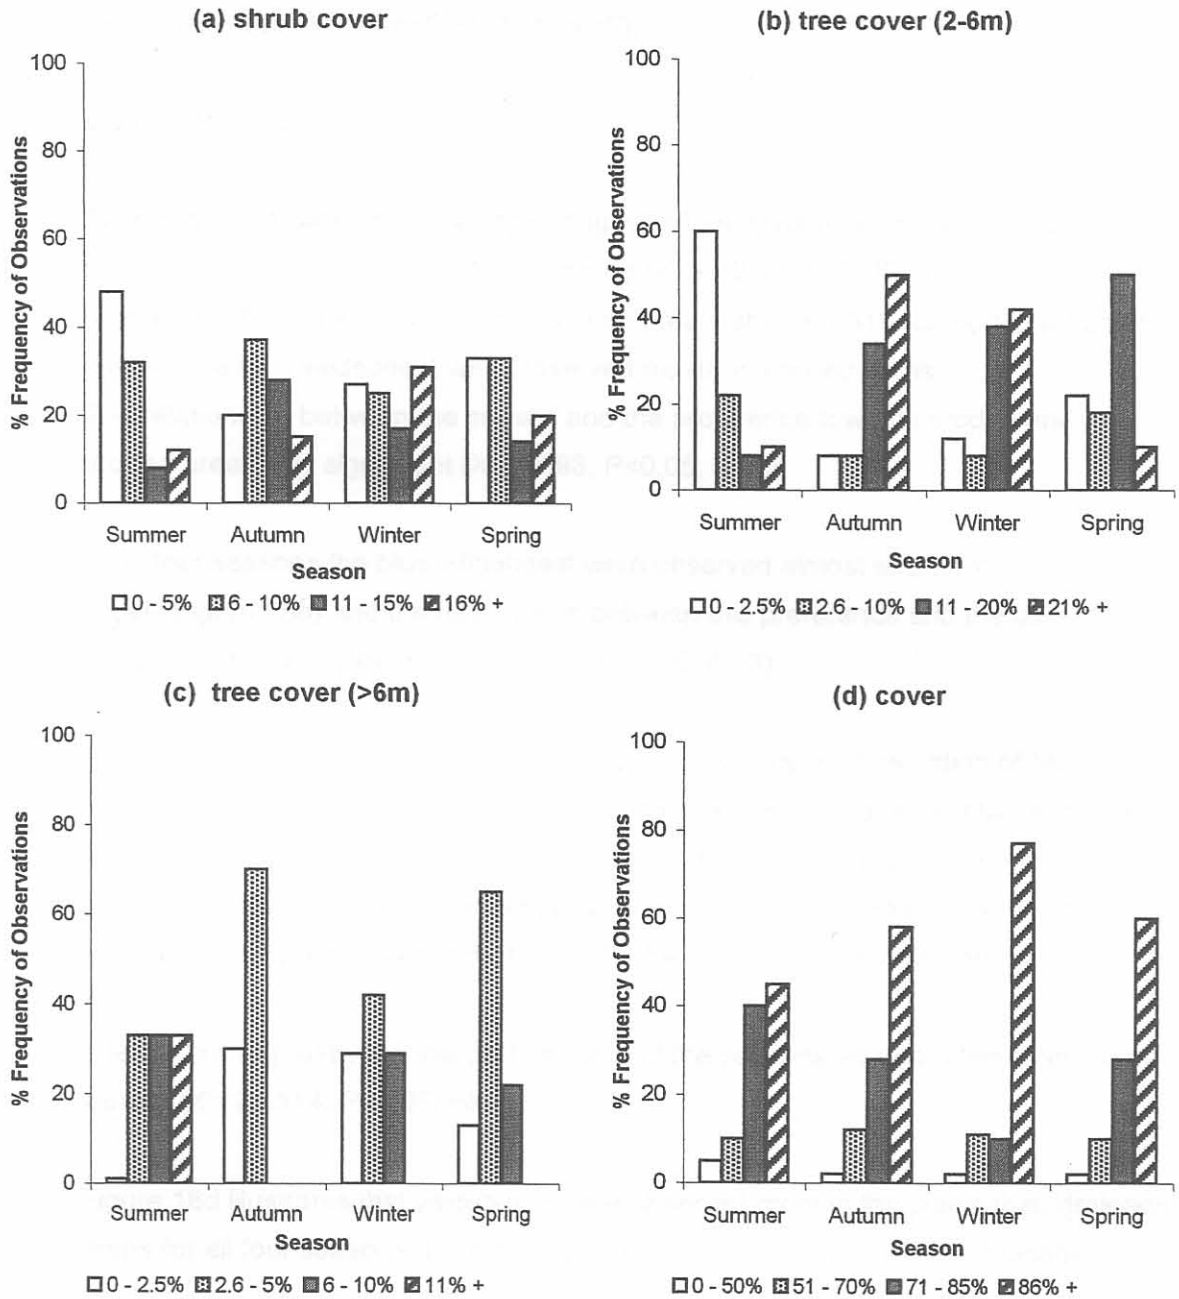 (a) shrub cover
100
80
60
40
20
0
% Frequency of Observations
Summer Autumn Winter Spring
Season
0 - 5% 6 - 10% 11 - 15% 16% +
(b) tree cover (2-6m)
100
80
60
40
20
0
% Frequency of Observations
Summer Autumn Winter Spring
Season
0 - 2.5% 2.6 - 10% 11 - 20% 21% +
(c) tree cover (>6m)
100
80
60
40
20
0
% Frequency of Observations
Summer Autumn Winter Spring
Season
0 - 2.5% 2.6 - 5% 6 - 10% 11% +
(d) cover
100
80
60
40
20
0
% Frequency of Observations
Summer Autumn Winter Spring
Season
0 - 50% 51 - 70% 71 - 85% 86% +